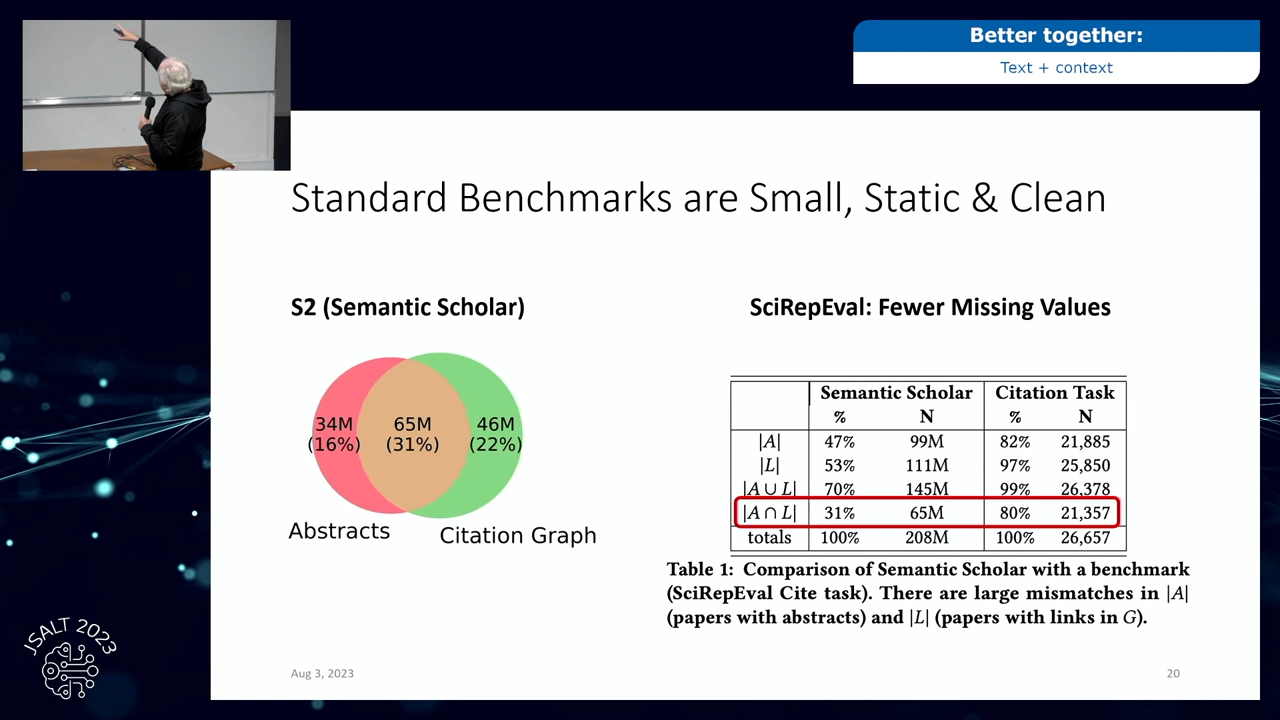 Better together:
Text + context
Standard Benchmarks are Small, Static & Clean
S2 (Semantic Scholar)
34M
(16%)
65M
(31%)
46M
(22%)
Abstracts
Citation Graph
SciRepEval: Fewer Missing Values
Semantic Scholar Citation Task
% N % N
|A| 47% 99M 82% 21,885
|L| 53% 111M 97% 25,850
|A ∪ L| 70% 145M 99% 26,378
|A ∩ L| 31% 65M 80% 21,357
totals 100% 208M 100% 26,657
Table 1: Comparison of Semantic Scholar with a benchmark
(SciRepEval Cite task). There are large mismatches in |A|
(papers with abstracts) and |L| (papers with links in G).
JSALT 2023
Aug 3, 2023
20